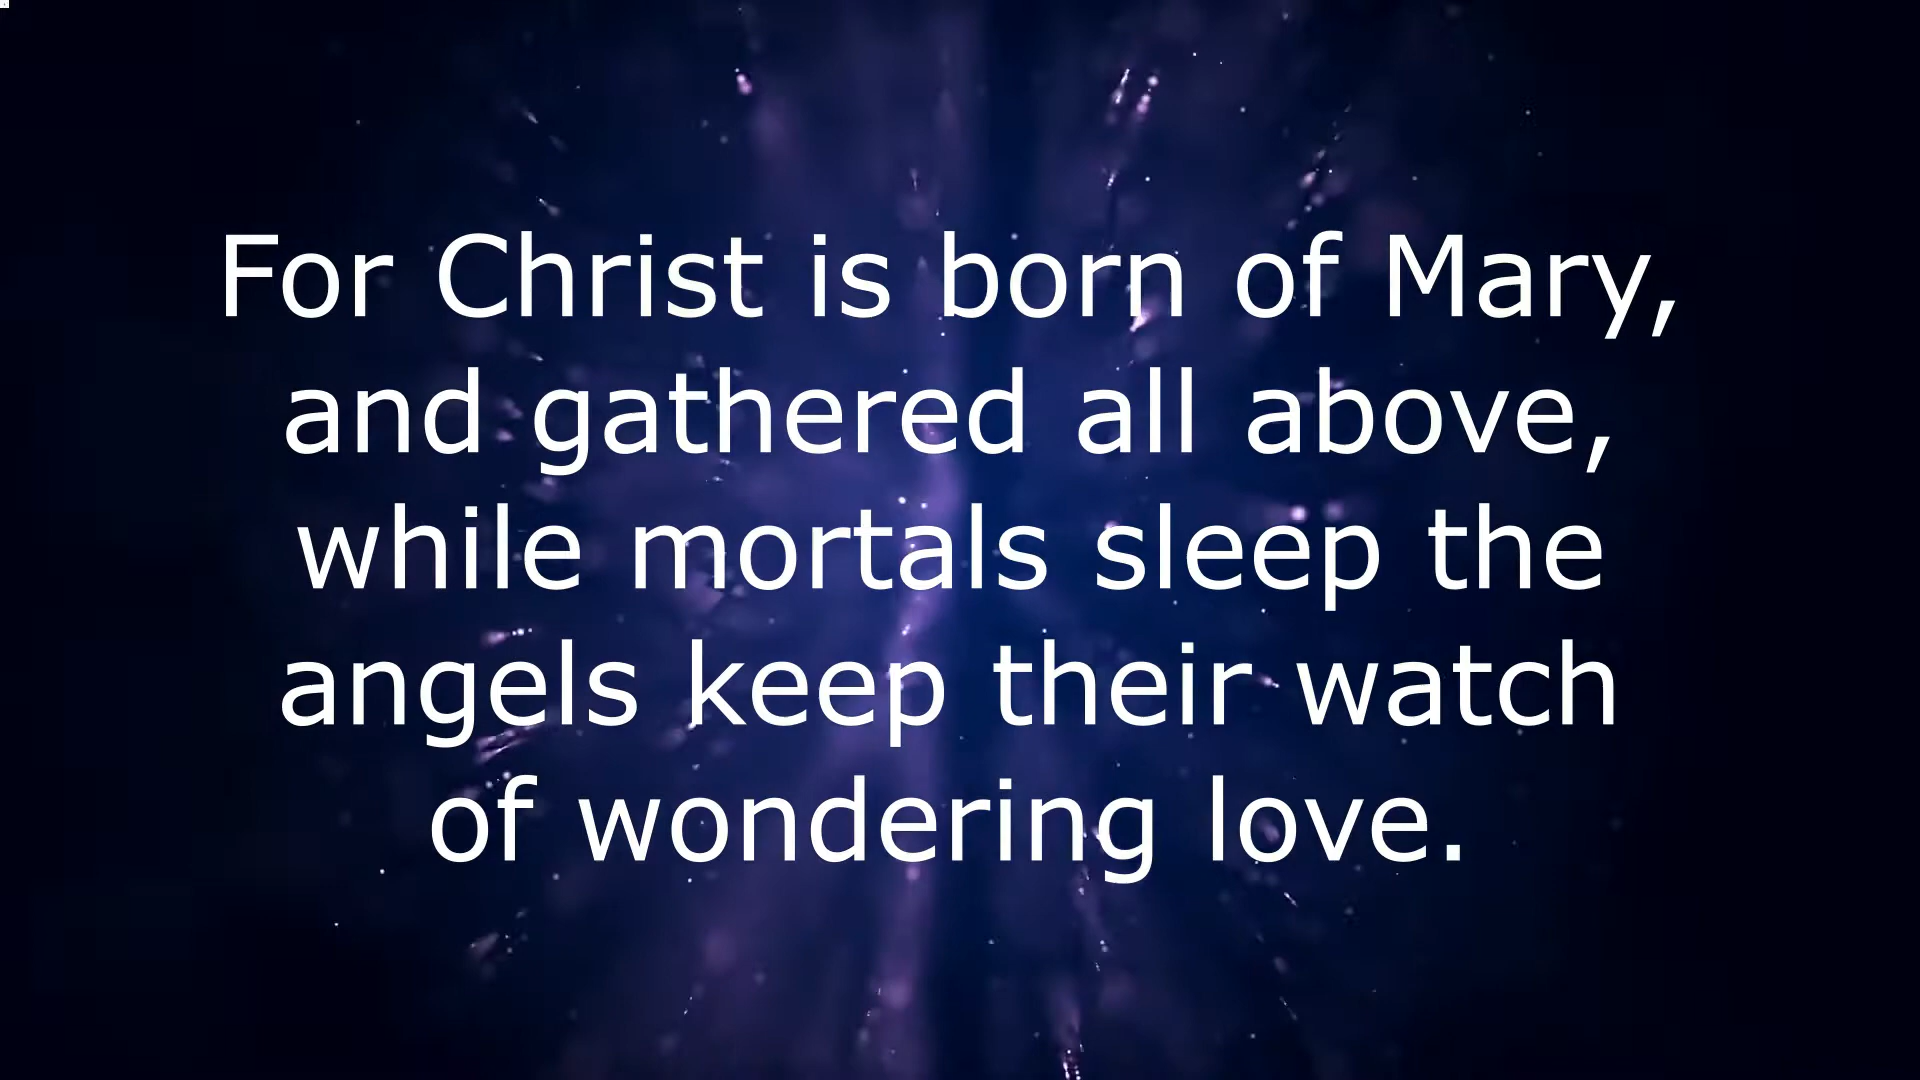 For Christ is born of Mary,
and gathered all above,
while mortals sleep the
angels keep their watch
of wondering love.